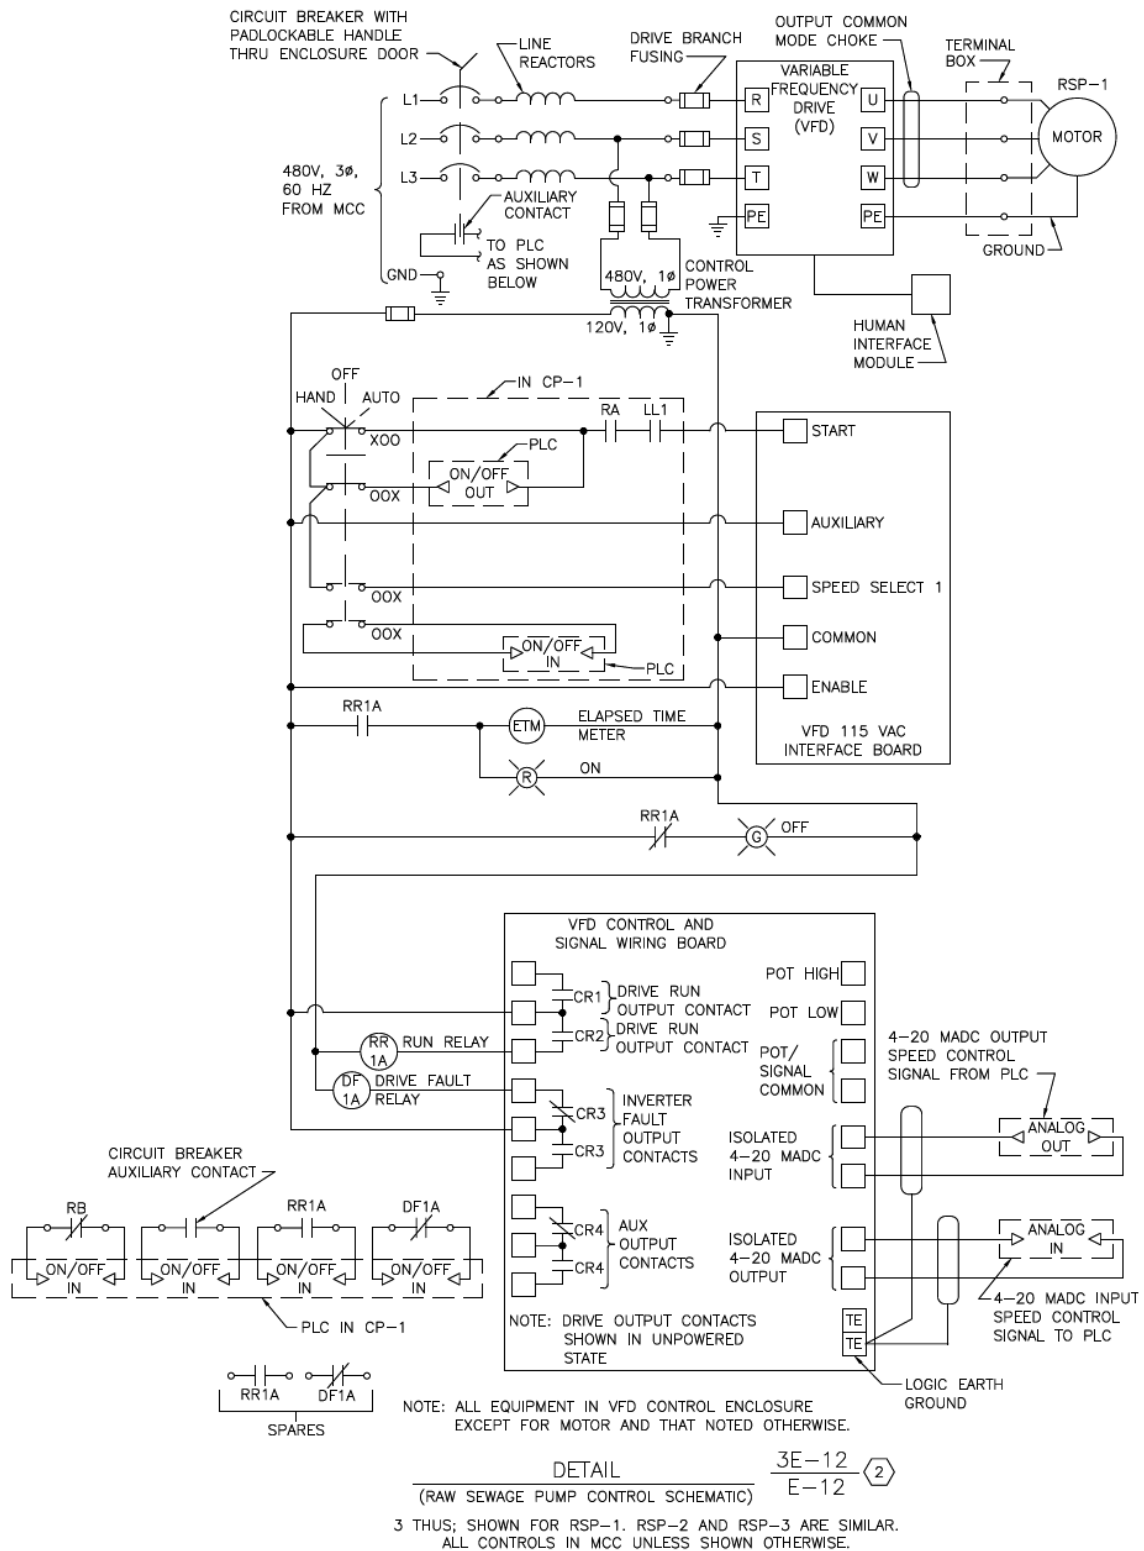 CIRCUIT BREAKER WITH
PADLOCKABLE HANDLE
THRU ENCLOSURE DOOR
LINE
REACTORS
DRIVE BRANCH
FUSING
OUTPUT COMMON
MODE CHOKE
TERMINAL
BOX
VARIABLE
FREQUENCY
DRIVE
(VFD)
RSP-1
L1
R
U
L2
S
V
MOTOR
L3
T
W
480V, 3ø,
60 HZ
FROM MCC
AUXILIARY
CONTACT
PE
PE
TO PLC
AS SHOWN
BELOW
GROUND
GND
480V, 1ø
CONTROL
POWER
TRANSFORMER
120V, 1ø
HUMAN
INTERFACE
MODULE
OFF
HAND
AUTO
IN CP-1
RA
LL1
XOO
START
PLC
ON/OFF
OUT
OOX
AUXILIARY
OOX
SPEED SELECT 1
OOX
COMMON
ON/OFF
IN
PLC
ENABLE
RR1A
ETM
ELAPSED TIME
METER
VFD 115 VAC
INTERFACE BOARD
R
ON
RR1A
G
OFF
VFD CONTROL AND
SIGNAL WIRING BOARD
POT HIGH
CR1
DRIVE RUN
OUTPUT CONTACT
POT LOW
CR2
DRIVE RUN
OUTPUT CONTACT
RR
1A
RUN RELAY
POT/
SIGNAL
COMMON
4-20 MADC OUTPUT
SPEED CONTROL
SIGNAL FROM PLC
DF
1A
DRIVE FAULT
RELAY
CR3
CR3
INVERTER
FAULT
OUTPUT
CONTACTS
ISOLATED
4-20 MADC
INPUT
ANALOG
OUT
CIRCUIT BREAKER
AUXILIARY CONTACT
RB
RR1A
DF1A
CR4
CR4
AUX
OUTPUT
CONTACTS
ISOLATED
4-20 MADC
OUTPUT
ANALOG
IN
ON/OFF
IN
ON/OFF
IN
ON/OFF
IN
ON/OFF
IN
PLC IN CP-1
4-20 MADC INPUT
SPEED CONTROL
SIGNAL TO PLC
NOTE: DRIVE OUTPUT CONTACTS
SHOWN IN UNPOWERED
STATE
TE
TE
LOGIC EARTH
GROUND
RR1A
DF1A
SPARES
NOTE: ALL EQUIPMENT IN VFD CONTROL ENCLOSURE
EXCEPT FOR MOTOR AND THAT NOTED OTHERWISE.
DETAIL
(RAW SEWAGE PUMP CONTROL SCHEMATIC)
3E-12
E-12
2
3 THUS; SHOWN FOR RSP-1. RSP-2 AND RSP-3 ARE SIMILAR.
ALL CONTROLS IN MCC UNLESS SHOWN OTHERWISE.